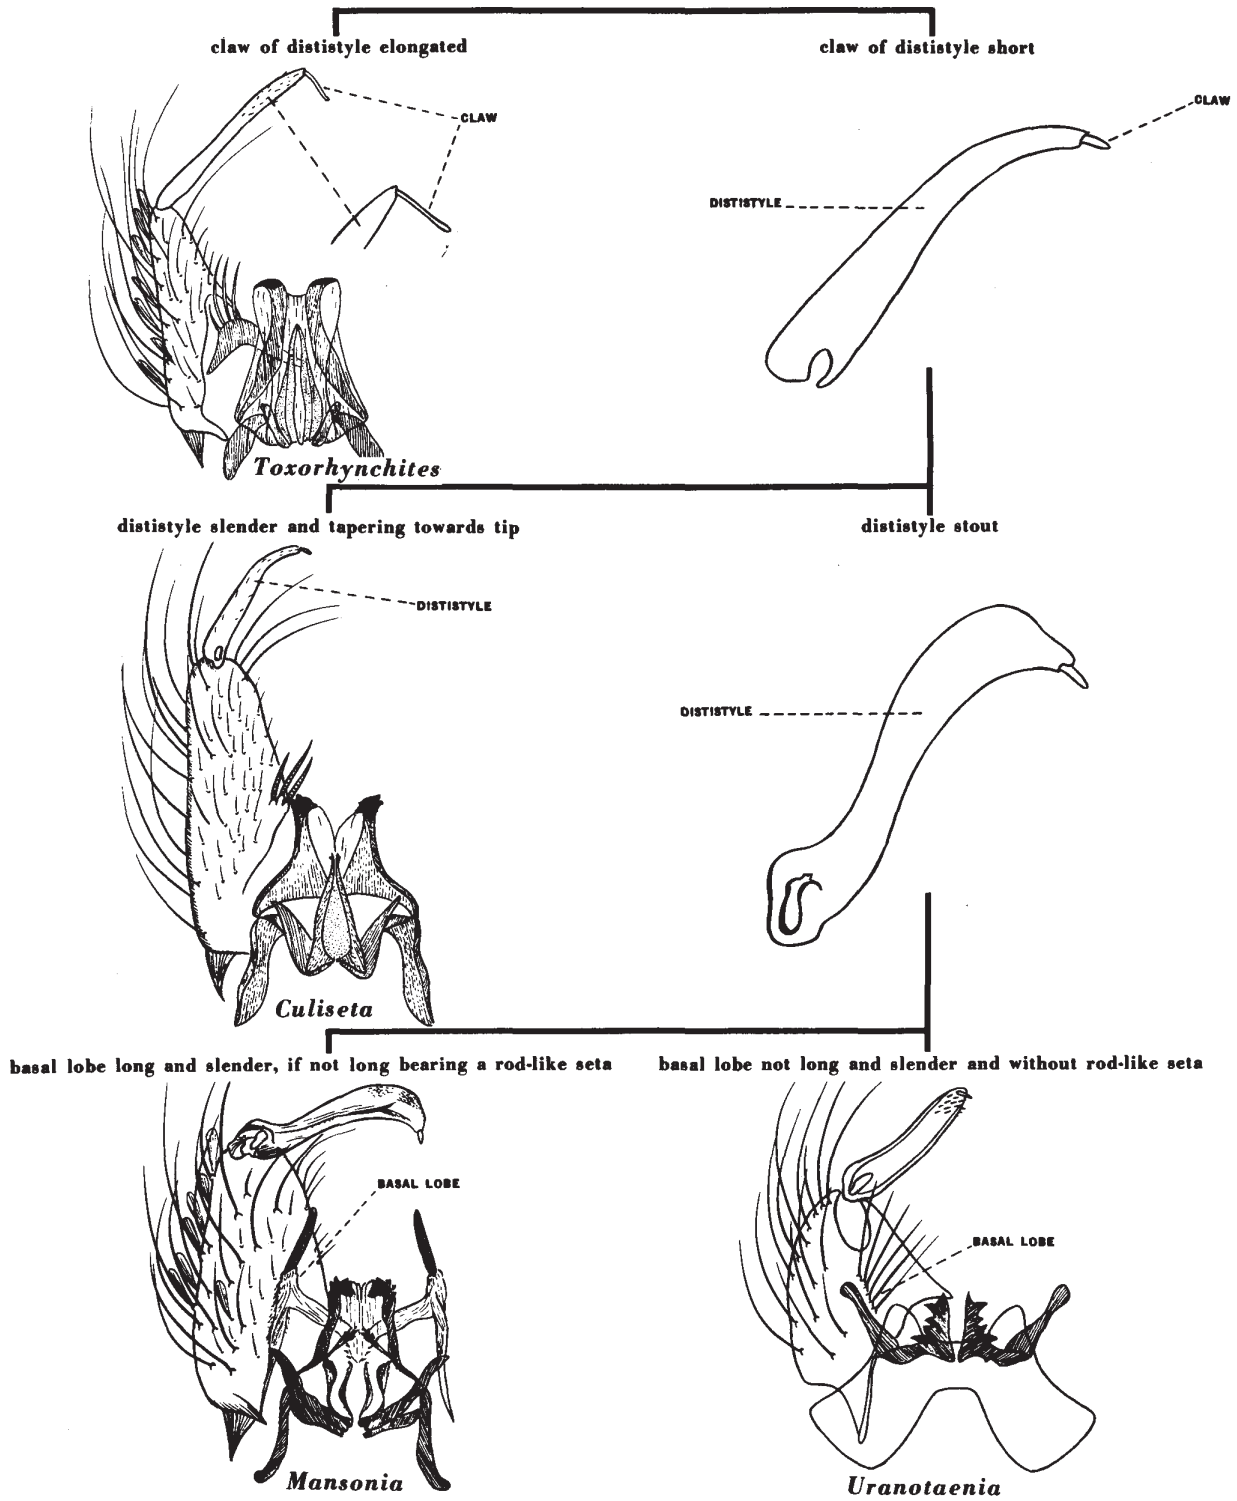 claw of dististyle elongated
claw of dististyle short
CLAW
CLAW
DISTISTYLE
Toxorhynchites
dististyle slender and tapering towards tip
dististyle stout
DISTISTYLE
DISTISTYLE
Culiseta
basal lobe long and slender, if not long bearing a rod-like seta
basal lobe not long and slender and without rod-like seta
BASAL LOBE
BASAL LOBE
Mansonia
Uranotaenia